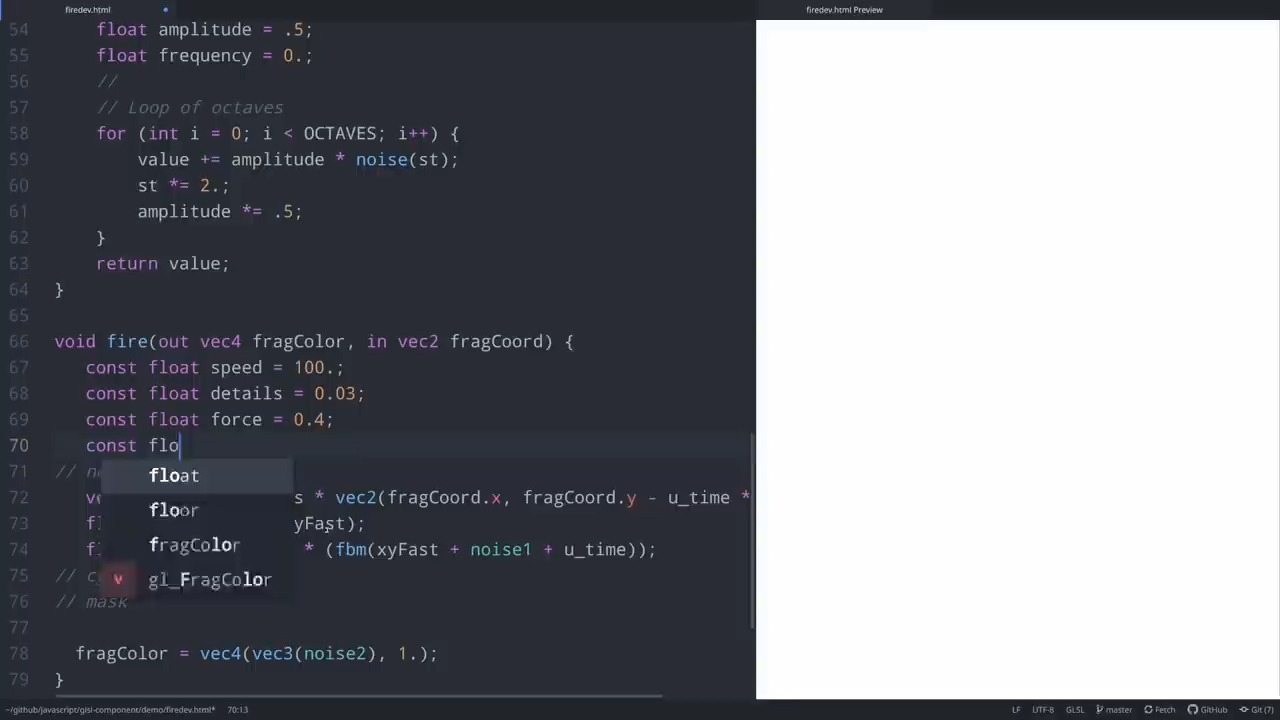 firedev.html
firedev.html Preview
54 float amplitude = .5;
55 float frequency = 0.;
56 //
57 // Loop of octaves
58 for (int i = 0; i < OCTAVES; i++) {
59 value += amplitude * noise(st);
60 st *= 2.;
61 amplitude *= .5;
62 }
63 return value;
64 }
65
66 void fire(out vec4 fragColor, in vec2 fragCoord) {
67 const float speed = 100.;
68 const float details = 0.03;
69 const float force = 0.4;
70 const flo
71 //
float
72 s * vec2(fragCoord.x, fragCoord.y - u_time *
floor
73 yFast);
fragColor
74 * (fbm(xyFast + noise1 + u_time));
75 //
v gl_FragColor
76 // mask
77
78 fragColor = vec4(vec3(noise2), 1.);
79 }
~/github/javascript/glsl-component/demo/firedev.html* 70:13 LF UTF-8 GLSL master Fetch GitHub Git (7)